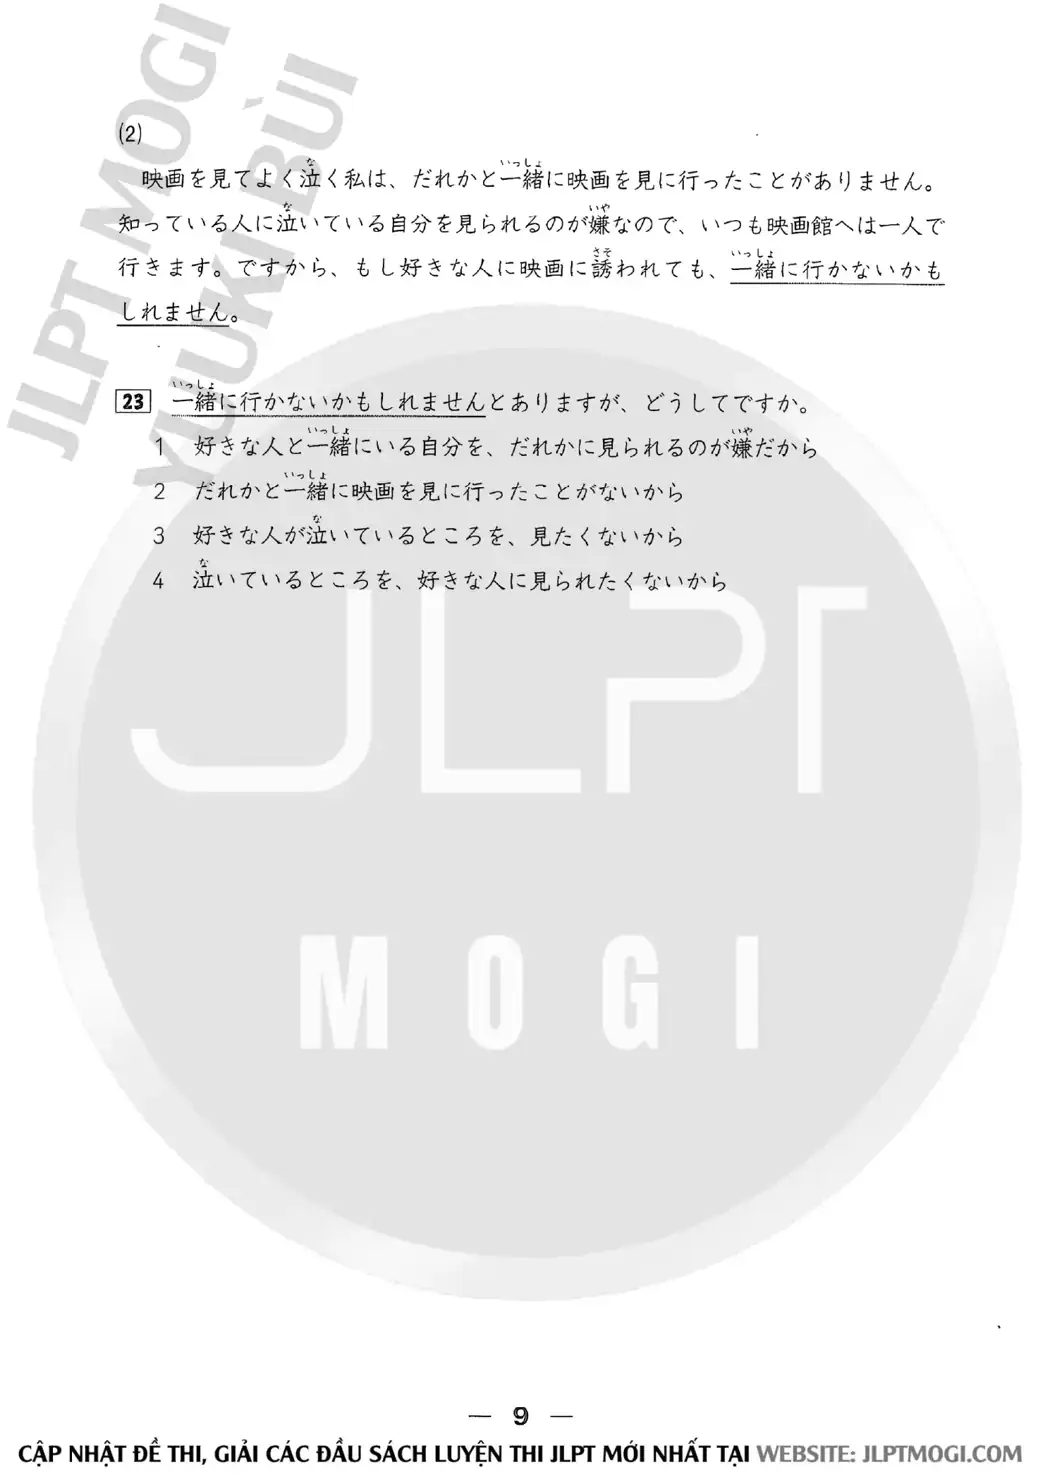 (2)
映画を見てよく泣く私は、だれかと一緒に映画を見に行ったことがありません。
知っている人に泣いている自分を見られるのが嫌なので、いつも映画館へは一人で
行きます。ですから、もし好きな人に映画に誘われても、一緒に行かないかも
しれません。
23 一緒に行かないかもしれませんとありますが、どうしてですか。
1 好きな人と一緒にいる自分を、だれかに見られるのが嫌だから
2 だれかと一緒に映画を見に行ったことがないから
3 好きな人が泣いているところを、見たくないから
4 泣いているところを、好きな人に見られたくないから
JLPT MOGI
YUUKI BÙI
JLPT
MOGI
— 9 —
CẬP NHẬT ĐỀ THI, GIẢI CÁC ĐẦU SÁCH LUYỆN THI JLPT MỚI NHẤT TẠI WEBSITE: JLPTMOGI.COM